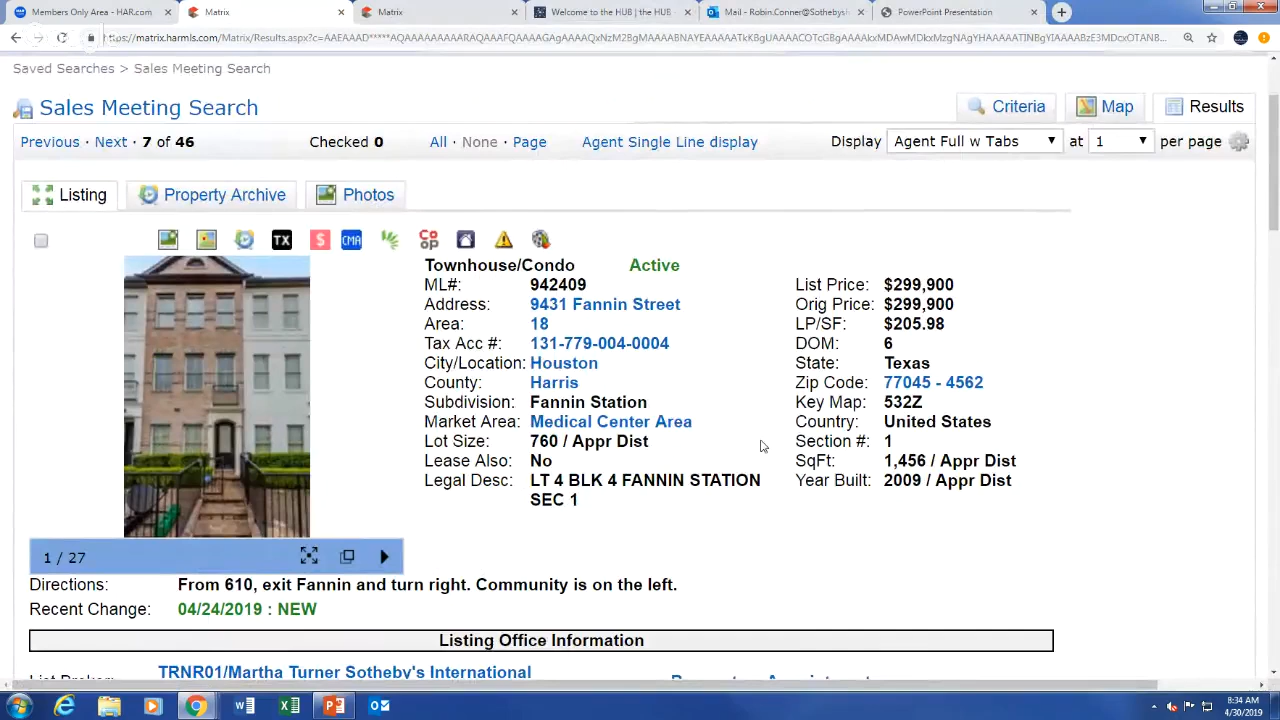 Members Only Area - HAR.com × Matrix × Matrix × Welcome to the HUB | the HUB × Mail - Robin.Conner@Sothebysh ×  PowerPoint Presentation ×
Saved Searches > Sales Meeting Search
Sales Meeting Search
Criteria Map Results
Previous · Next · 7 of 46 Checked 0 All · None · Page Agent Single Line display Display Agent Full w Tabs at 1 per page
Listing Property Archive Photos
TX $ CMA CO OP
Townhouse/Condo Active
ML#: 942409 List Price: $299,900
Address: 9431 Fannin Street Orig Price: $299,900
Area: 18 LP/SF: $205.98
Tax Acc #: 131-779-004-0004 DOM: 6
City/Location: Houston State: Texas
County: Harris Zip Code: 77045 - 4562
Subdivision: Fannin Station Key Map: 532Z
Market Area: Medical Center Area Country: United States
Lot Size: 760 / Appr Dist Section #: 1
Lease Also: No SqFt: 1,456 / Appr Dist
Legal Desc: LT 4 BLK 4 FANNIN STATION Year Built: 2009 / Appr Dist
SEC 1
1 / 27
Directions: From 610, exit Fannin and turn right. Community is on the left.
Recent Change: 04/24/2019 : NEW
Listing Office Information
TRNR01/Martha Turner Sotheby's International
8:34 AM
4/30/2019